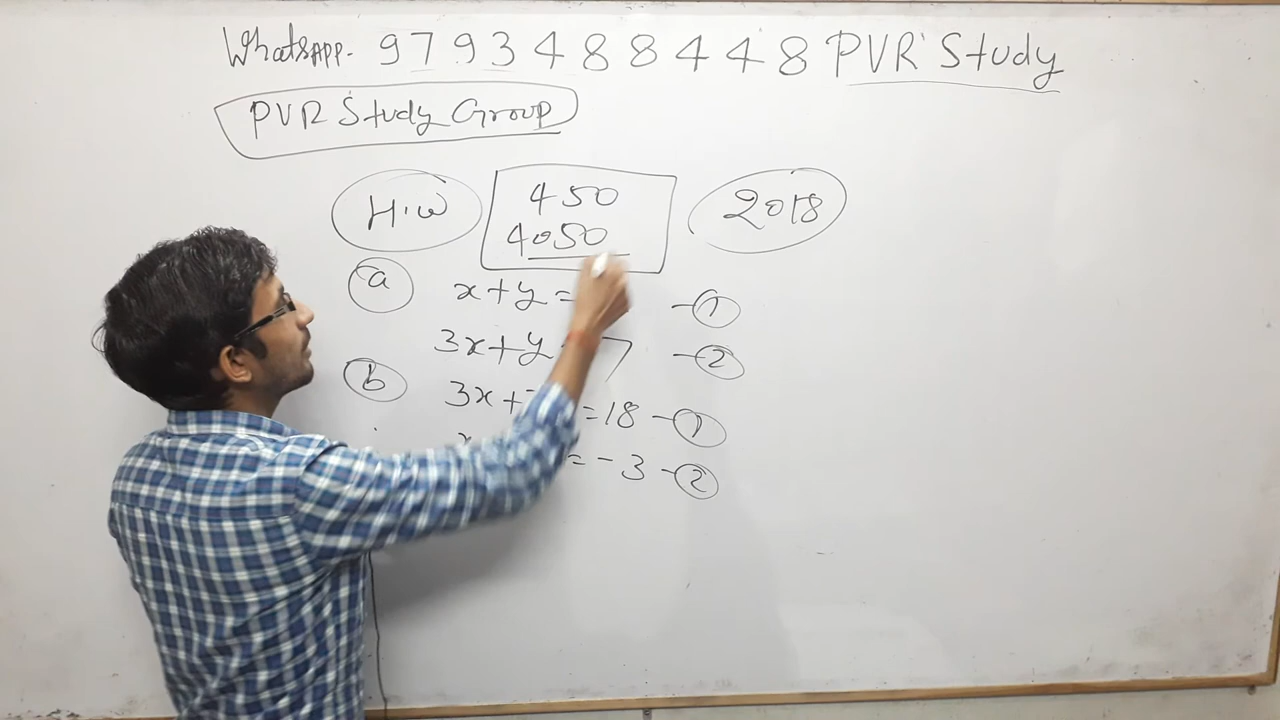 WhatsAPP. 9793488448 PVR Study
PVR Study Group
H.W 450 2018
4050
a x+y= -1
3x+y 7 -2
b 3x+ =18 -1
x =-3 -2